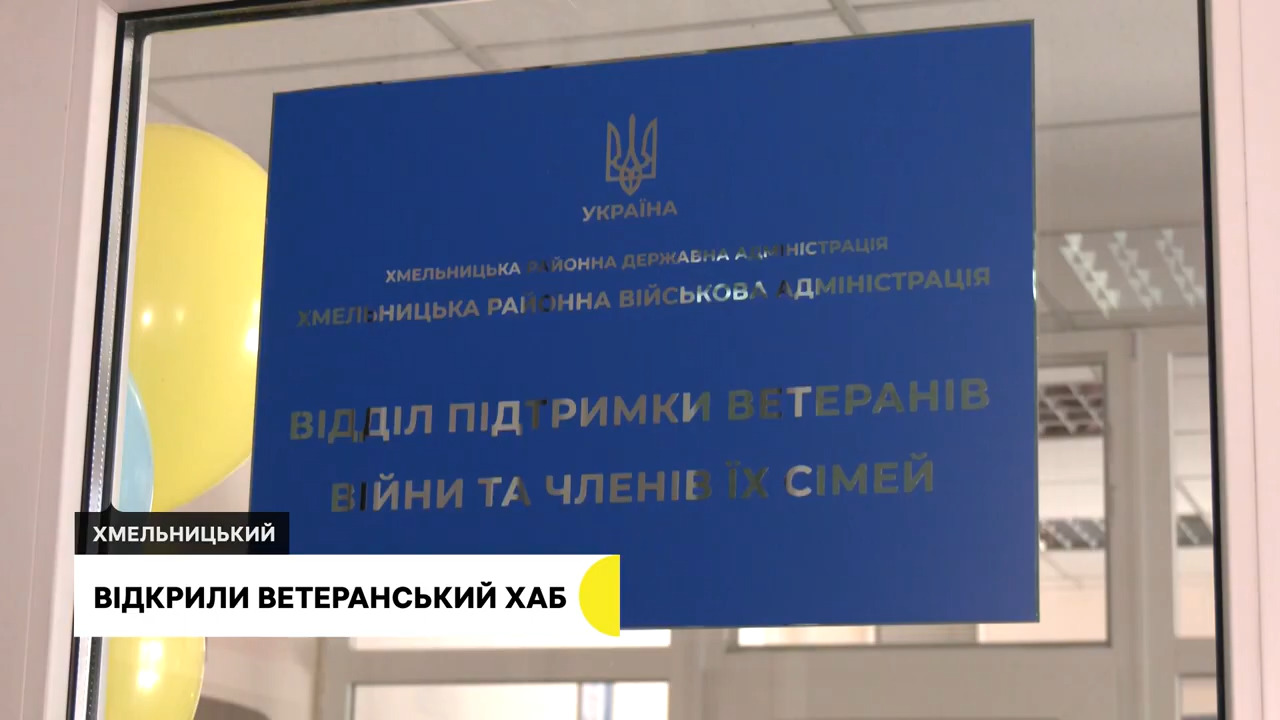 УКРАЇНА
ХМЕЛЬНИЦЬКА РАЙОННА ДЕРЖАВНА АДМІНІСТРАЦІЯ
ХМЕЛЬНИЦЬКА РАЙОННА ВІЙСЬКОВА АДМІНІСТРАЦІЯ
ВІДДІЛ ПІДТРИМКИ ВЕТЕРАНІВ
ВІЙНИ ТА ЧЛЕНІВ ЇХ СІМЕЙ
ХМЕЛЬНИЦЬКИЙ
ВІДКРИЛИ ВЕТЕРАНСЬКИЙ ХАБ